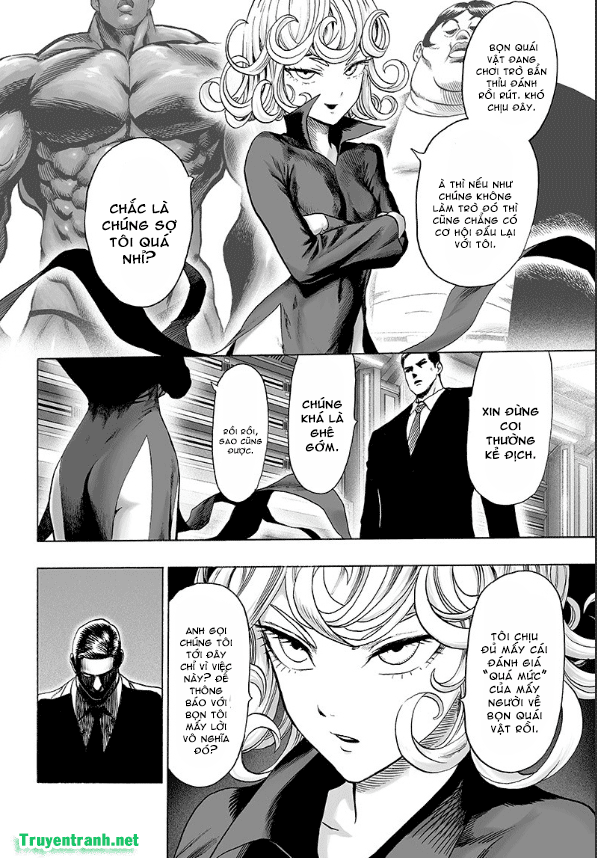 BỌN QUÁI
VẬT ĐANG
CHƠI TRÒ BẨN
THỈU ĐÁNH
RỒI RÚT. KHÓ
CHỊU ĐÂY.
À THÌ NẾU NHƯ
CHÚNG KHÔNG
LÀM TRÒ ĐÓ THÌ
CŨNG CHẲNG CÓ
CƠ HỘI ĐẤU LẠI
VỚI TÔI.
CHẮC LÀ
CHÚNG SỢ
TÔI QUÁ
NHỈ?
XIN ĐỪNG
COI
THƯỜNG
KẺ ĐỊCH.
CHÚNG
KHÁ LÀ
GHÊ
GỚM.
RỒI RỒI,
SAO CŨNG
ĐƯỢC.
TÔI CHỊU
ĐỦ MẤY CÁI
ĐÁNH GIÁ
"QUÁ MỨC"
CỦA MẤY
NGƯỜI VỀ
BỌN QUÁI
VẬT RỒI.
ANH GỌI
CHÚNG TÔI
TỚI ĐÂY
CHỈ VÌ VIỆC
NÀY? ĐỂ
THÔNG
BÁO VỚI
BỌN TÔI
MẤY LỜI
VÔ NGHĨA
ĐÓ?
Truyentranh.net